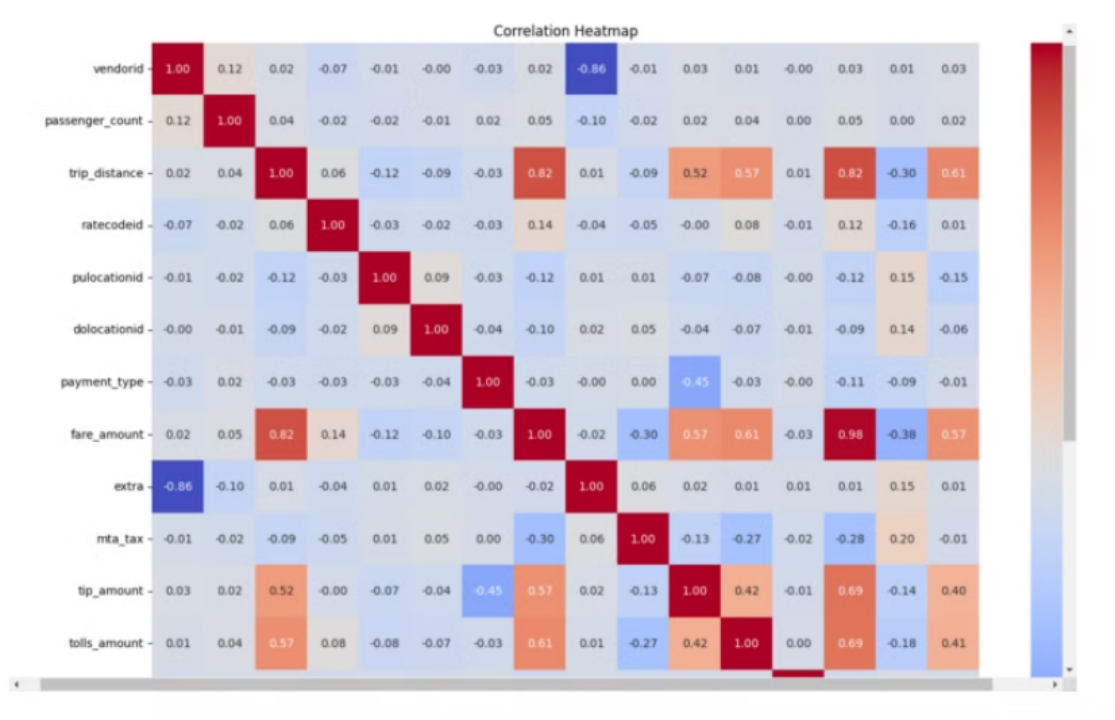 Correlation Heatmap
vendorid 1.00 0.12 0.02 -0.07 -0.01 -0.00 -0.03 0.02 -0.86 -0.01 0.03 0.01 -0.00 0.03 0.01 0.03
passenger_count 0.12 1.00 0.04 -0.02 -0.02 -0.01 0.02 0.05 -0.10 -0.02 0.02 0.04 0.00 0.05 0.00 0.02
trip_distance 0.02 0.04 1.00 0.06 -0.12 -0.09 -0.03 0.82 0.01 -0.09 0.52 0.57 0.01 0.82 -0.30 0.61
ratecodeid -0.07 -0.02 0.06 1.00 -0.03 -0.02 -0.03 0.14 -0.04 -0.05 -0.00 0.08 -0.01 0.12 -0.16 0.01
pulocationid -0.01 -0.02 -0.12 -0.03 1.00 0.09 -0.03 -0.12 0.01 0.01 -0.07 -0.08 -0.00 -0.12 0.15 -0.15
dolocationid -0.00 -0.01 -0.09 -0.02 0.09 1.00 -0.04 -0.10 0.02 0.05 -0.04 -0.07 -0.01 -0.09 0.14 -0.06
payment_type -0.03 0.02 -0.03 -0.03 -0.03 -0.04 1.00 -0.03 -0.00 0.00 -0.45 -0.03 -0.00 -0.11 -0.09 -0.01
fare_amount 0.02 0.05 0.82 0.14 -0.12 -0.10 -0.03 1.00 -0.02 -0.30 0.57 0.61 -0.03 0.98 -0.38 0.57
extra -0.86 -0.10 0.01 -0.04 0.01 0.02 -0.00 -0.02 1.00 0.06 0.02 0.01 0.01 0.01 0.15 0.01
mta_tax -0.01 -0.02 -0.09 -0.05 0.01 0.05 0.00 -0.30 0.06 1.00 -0.13 -0.27 -0.02 -0.28 0.20 -0.01
tip_amount 0.03 0.02 0.52 -0.00 -0.07 -0.04 -0.45 0.57 0.02 -0.13 1.00 0.42 -0.01 0.69 -0.14 0.40
tolls_amount 0.01 0.04 0.57 0.08 -0.08 -0.07 -0.03 0.61 0.01 -0.27 0.42 1.00 0.00 0.69 -0.18 0.41